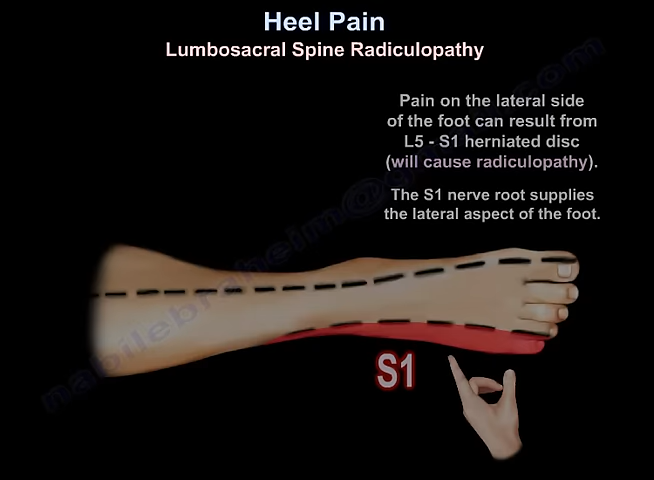 Heel Pain
Lumbosacral Spine Radiculopathy
Pain on the lateral side
of the foot can result from
L5 - S1 herniated disc
(will cause radiculopathy).
The S1 nerve root supplies
the lateral aspect of the foot.
S1